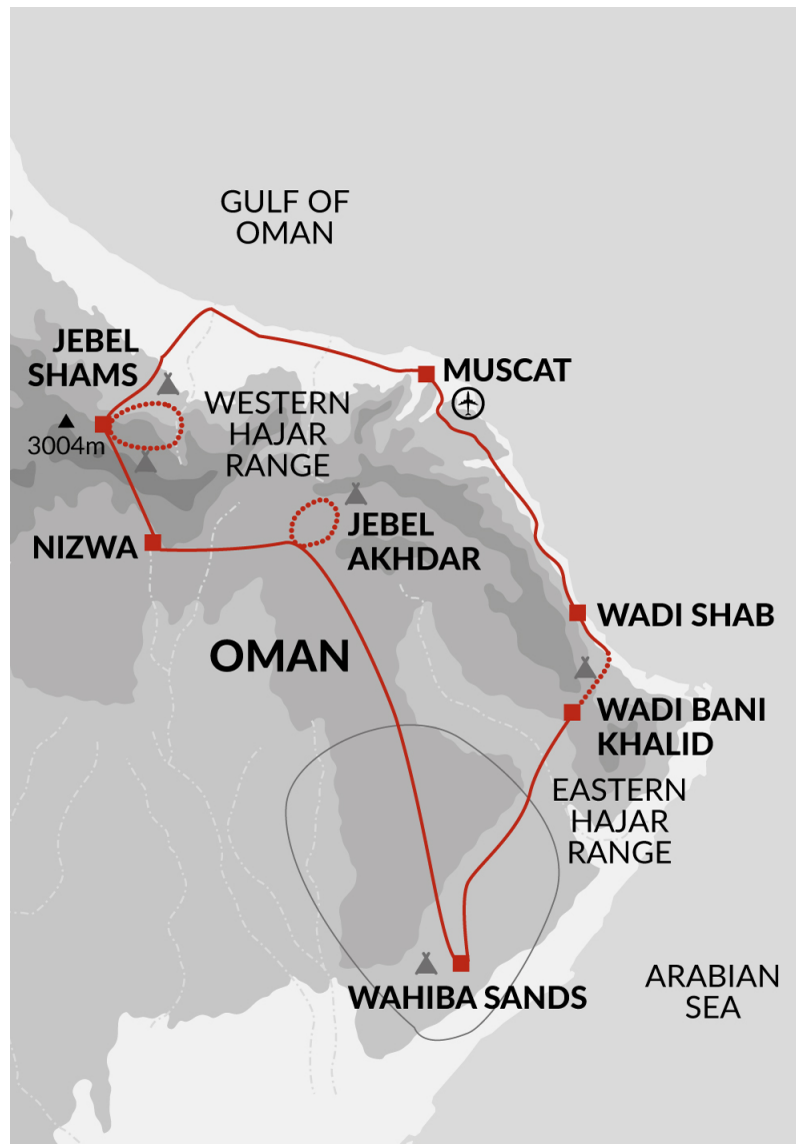 GULF OF
OMAN
JEBEL
SHAMS
MUSCAT
3004m
WESTERN
HAJAR
RANGE
NIZWA
JEBEL
AKHDAR
OMAN
WADI SHAB
WADI BANI
KHALID
EASTERN
HAJAR
RANGE
WAHIBA SANDS
ARABIAN
SEA